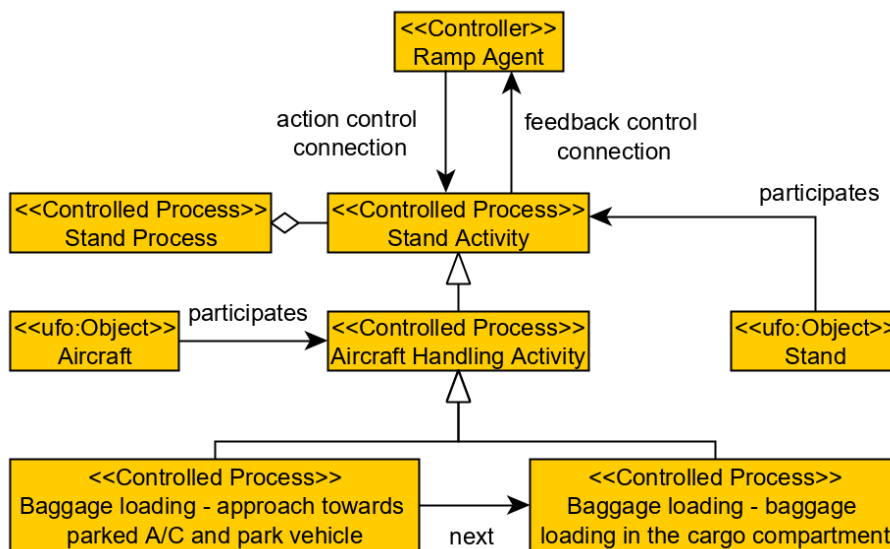 <<Controller>>
Ramp Agent
action control
connection
feedback control
connection
participates
<<Controlled Process>>
Stand Process
<<Controlled Process>>
Stand Activity
participates
<<ufo:Object>>
Aircraft
<<Controlled Process>>
Aircraft Handling Activity
<<ufo:Object>>
Stand
<<Controlled Process>>
Baggage loading - approach towards
parked A/C and park vehicle
next
<<Controlled Process>>
Baggage loading - baggage
loading in the cargo compartment